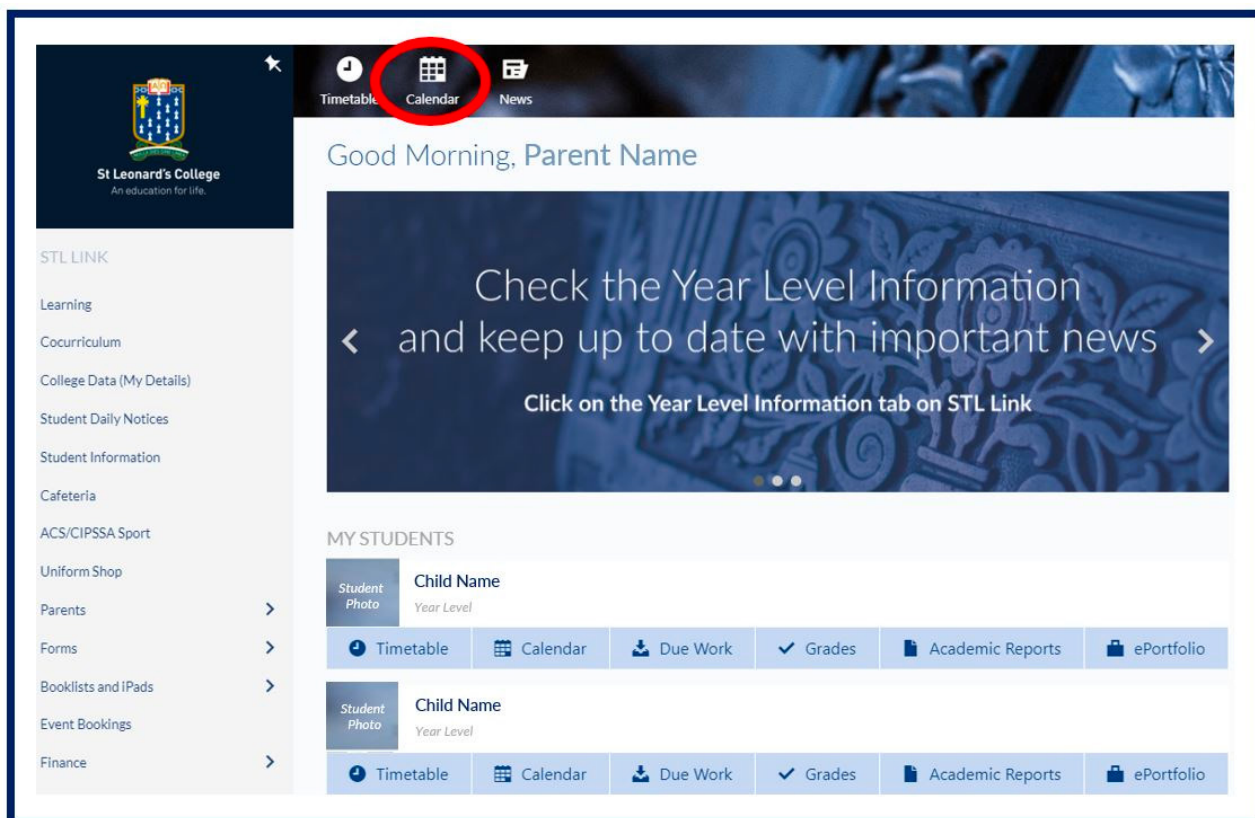 Timetable
Calendar
News
St Leonard's College
An education for life.
Good Morning, Parent Name
STL LINK
Learning
Cocurriculum
College Data (My Details)
Student Daily Notices
Student Information
Cafeteria
ACS/CIPSSA Sport
Uniform Shop
Parents
Forms
Booklists and iPads
Event Bookings
Finance
Check the Year Level Information
and keep up to date with important news
Click on the Year Level Information tab on STL Link
MY STUDENTS
Student
Photo
Child Name
Year Level
Timetable Calendar Due Work Grades Academic Reports ePortfolio
Student
Photo
Child Name
Year Level
Timetable Calendar Due Work Grades Academic Reports ePortfolio